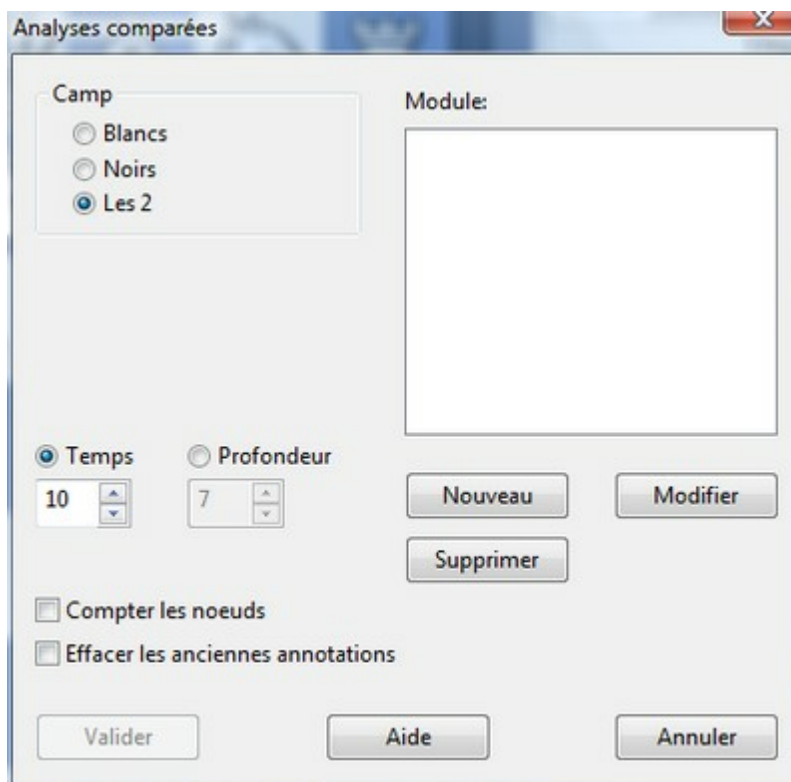 Analyses comparées
Camp
Blancs
Noirs
Les 2
Module:
Temps
Profondeur
10
7
Nouveau
Modifier
Supprimer
Compter les noeuds
Effacer les anciennes annotations
Valider
Aide
Annuler